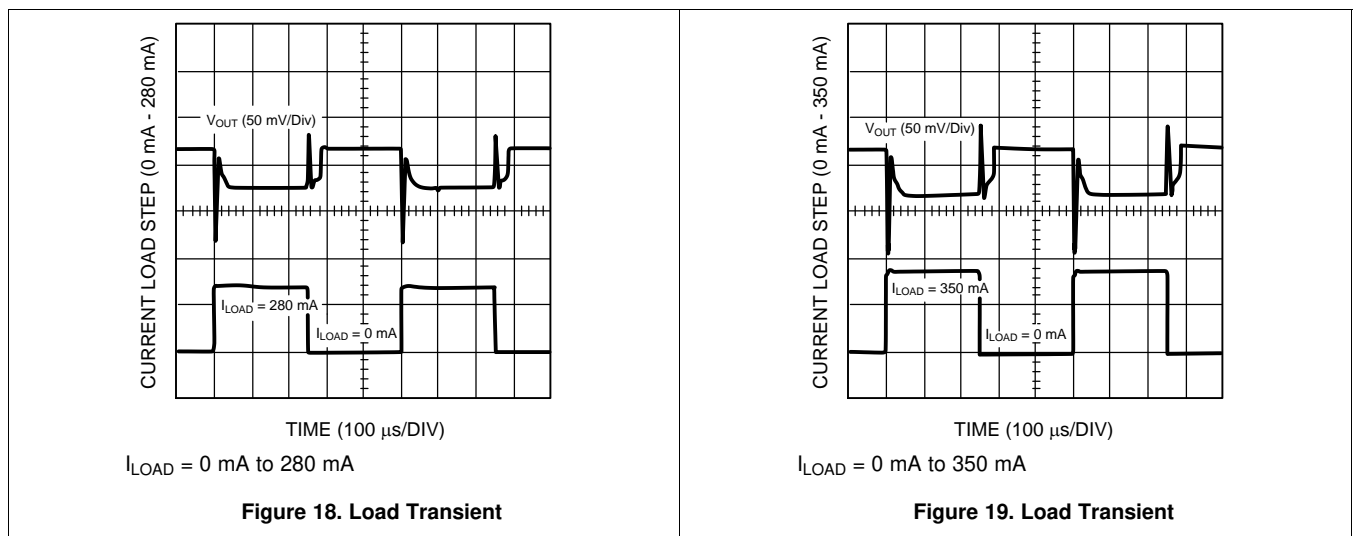 CURRENT LOAD STEP (0 mA - 280 mA)
VOUT (50 mV/Div)
ILOAD = 280 mA
ILOAD = 0 mA
TIME (100 μs/DIV)
ILOAD = 0 mA to 280 mA
Figure 18. Load Transient
CURRENT LOAD STEP (0 mA - 350 mA)
VOUT (50 mV/Div)
ILOAD = 350 mA
ILOAD = 0 mA
TIME (100 μs/DIV)
ILOAD = 0 mA to 350 mA
Figure 19. Load Transient